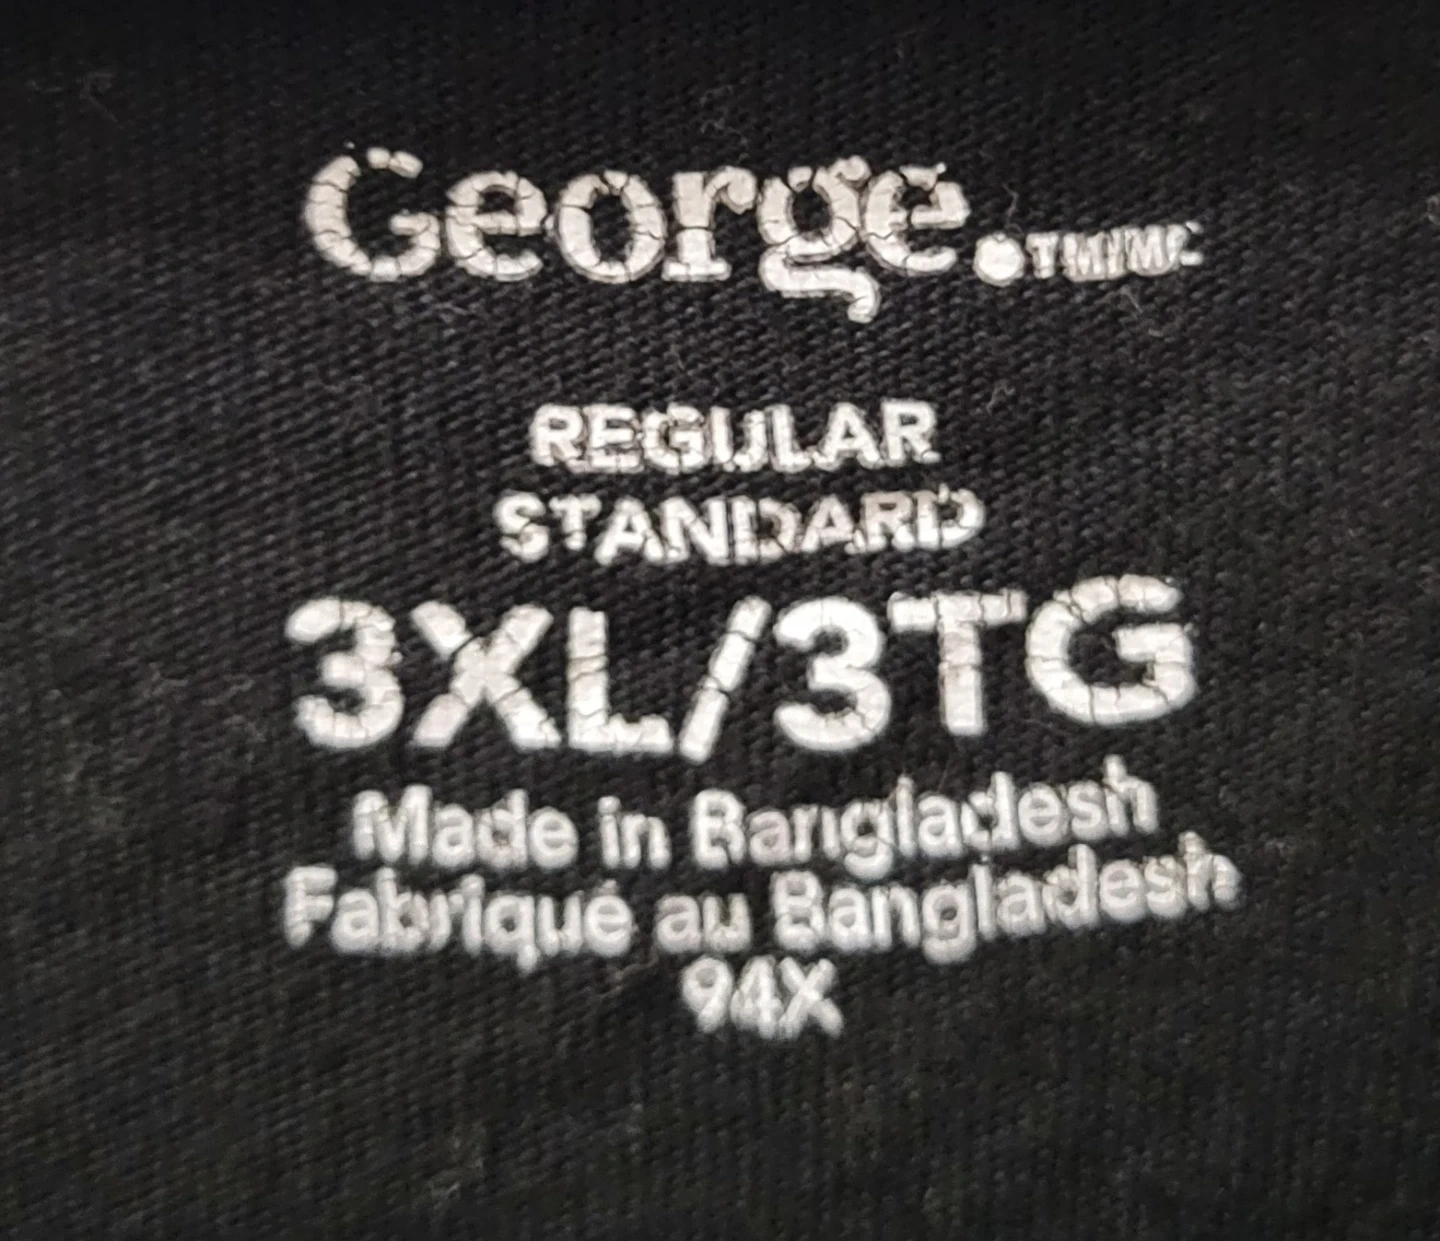 George.TM/MC
REGULAR
STANDARD
3XL/3TG
Made in Bangladesh
Fabriqué au Bangladesh
94X